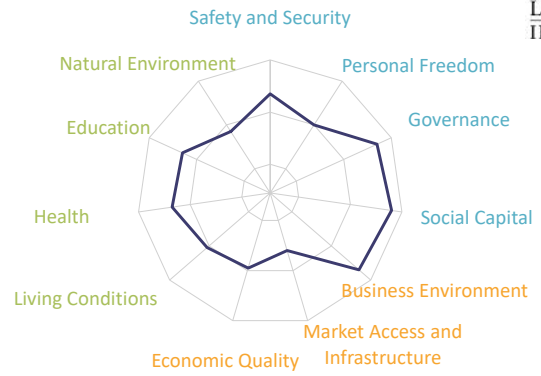 Safety and Security
Natural Environment
Personal Freedom
Governance
Education
Health
Social Capital
Business Environment
Living Conditions
Market Access and
Infrastructure
Economic Quality